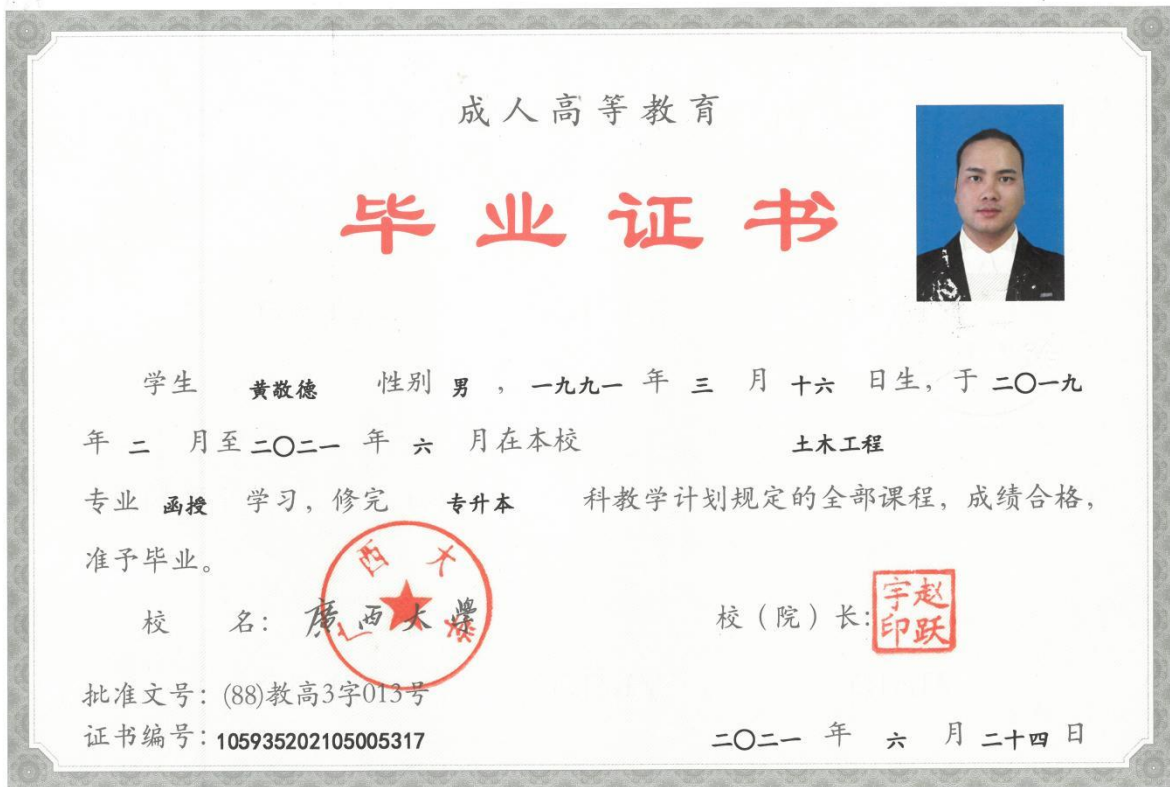 成人高等教育
毕业证书
学生 黄敬德 性别 男 ，一九九一 年 三 月 十六 日生，于 二〇一九
年 二 月至 二〇二一 年 六 月在本校 土木工程
专业 函授 学习，修完 专升本 科教学计划规定的全部课程，成绩合格，
准予毕业。
校 名：廣西大學
广西大学
校（院）长：
赵跃宇印
批准文号：(88)教高3字013号
证书编号：105935202105005317
二〇二一 年 六 月 二十四 日